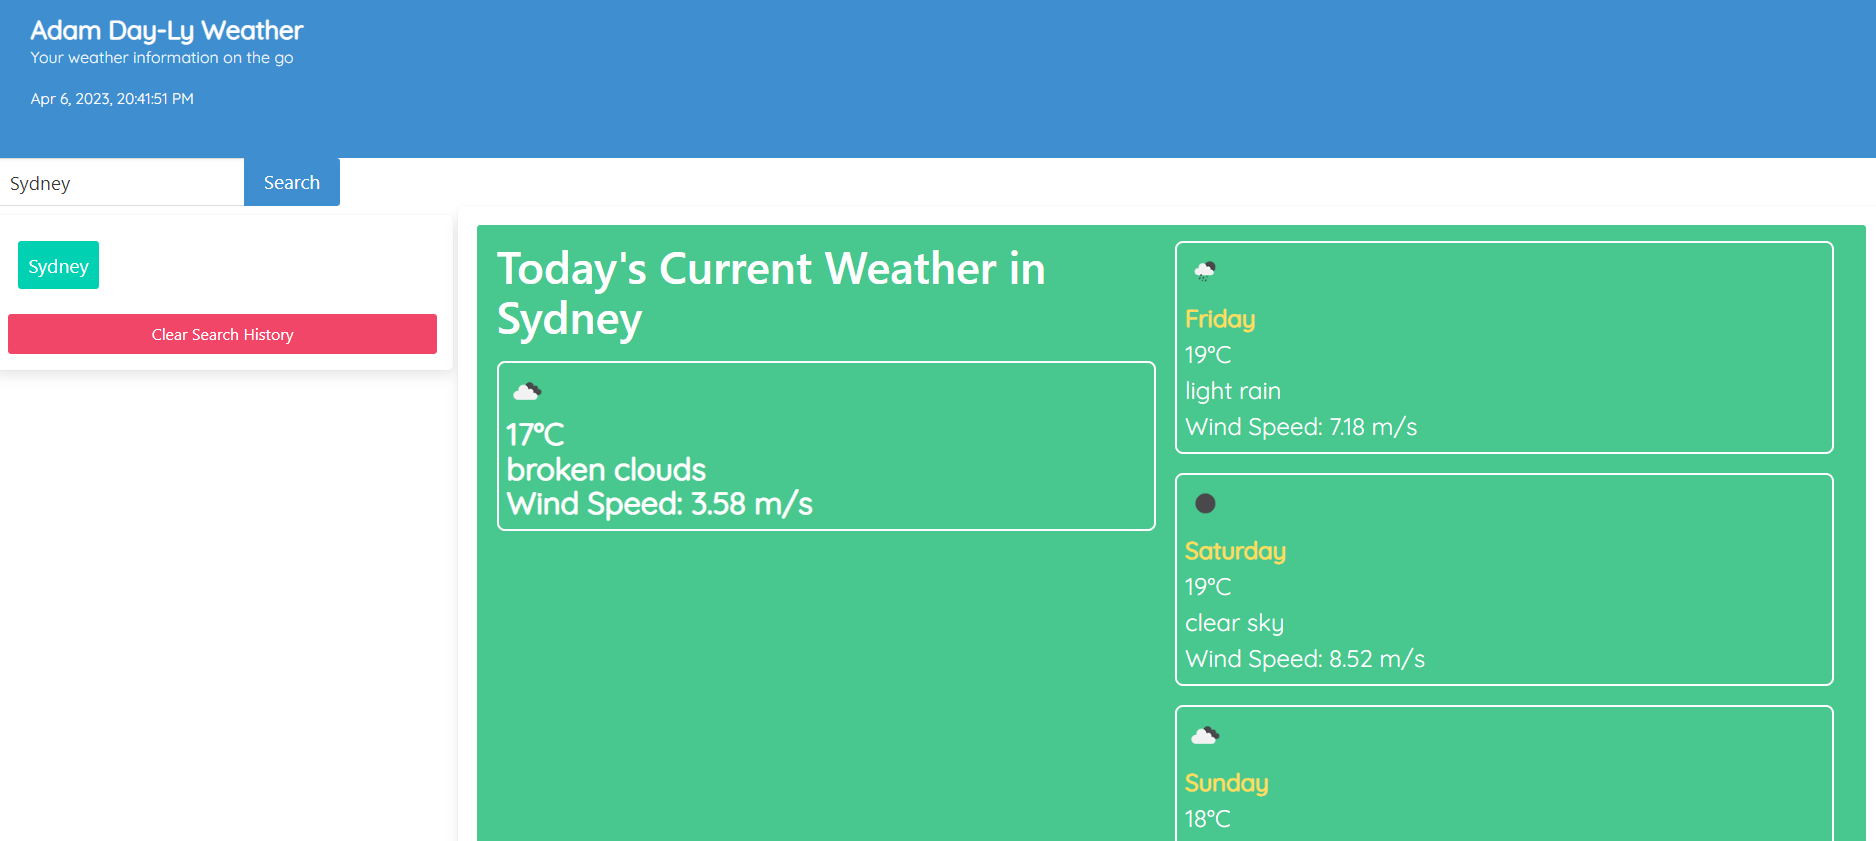 Adam Day-Ly Weather
Your weather information on the go
Apr 6, 2023, 20:41:51 PM
Sydney
Search
Sydney
Clear Search History
Today's Current Weather in
Sydney
17°C
broken clouds
Wind Speed: 3.58 m/s
Friday
19°C
light rain
Wind Speed: 7.18 m/s
Saturday
19°C
clear sky
Wind Speed: 8.52 m/s
Sunday
18°C